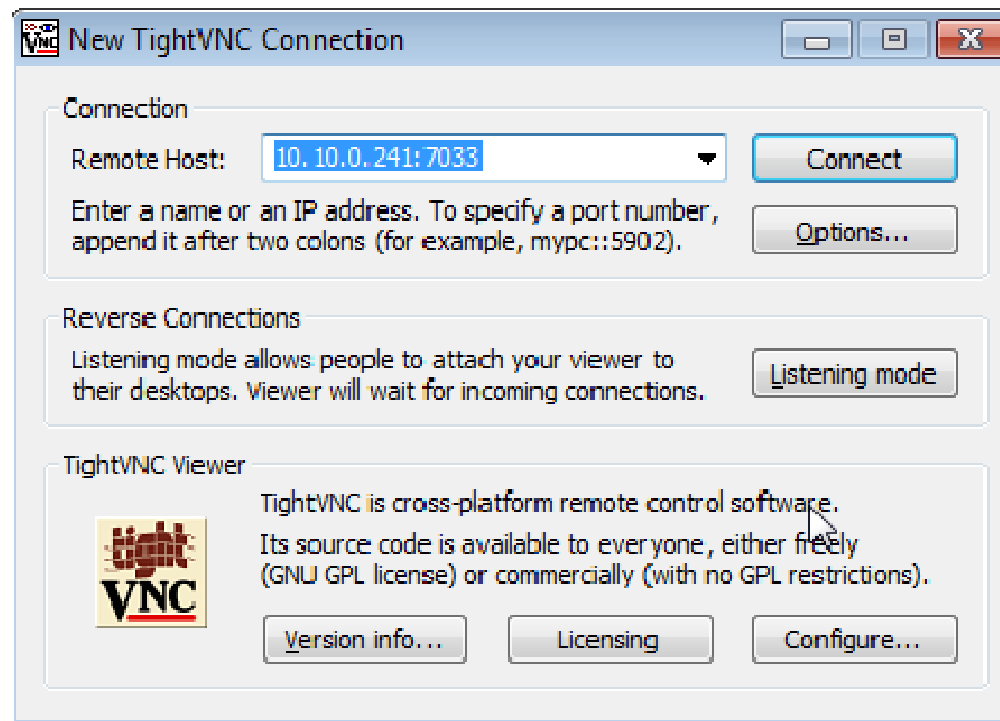 New TightVNC Connection
Connection
Remote Host: 10.10.0.241:7033 Connect
Enter a name or an IP address. To specify a port number,
append it after two colons (for example, mypc::5902).
Options...
Reverse Connections
Listening mode allows people to attach your viewer to
their desktops. Viewer will wait for incoming connections.
Listening mode
TightVNC Viewer
TightVNC is cross-platform remote control software.
Its source code is available to everyone, either freely
(GNU GPL license) or commercially (with no GPL restrictions).
VNC
Version info... Licensing Configure...